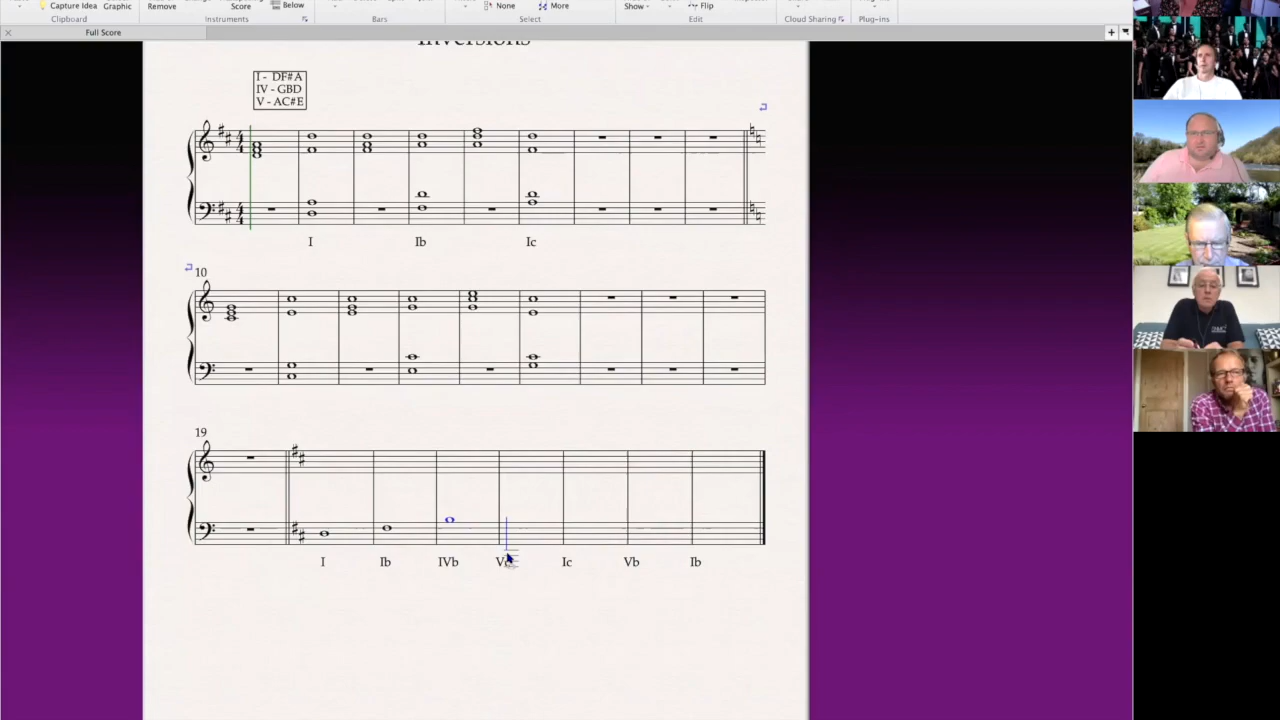 Capture Idea
Graphic
Remove
Score
Below
None
More
Show
Flip
Clipboard
Instruments
Bars
Select
Edit
Cloud Sharing
Plug-ins
Full Score
Inversions
I - DF#A
IV - GBD
V - AC#E
I Ib Ic
10
19
I Ib IVb Ic Vb Ib